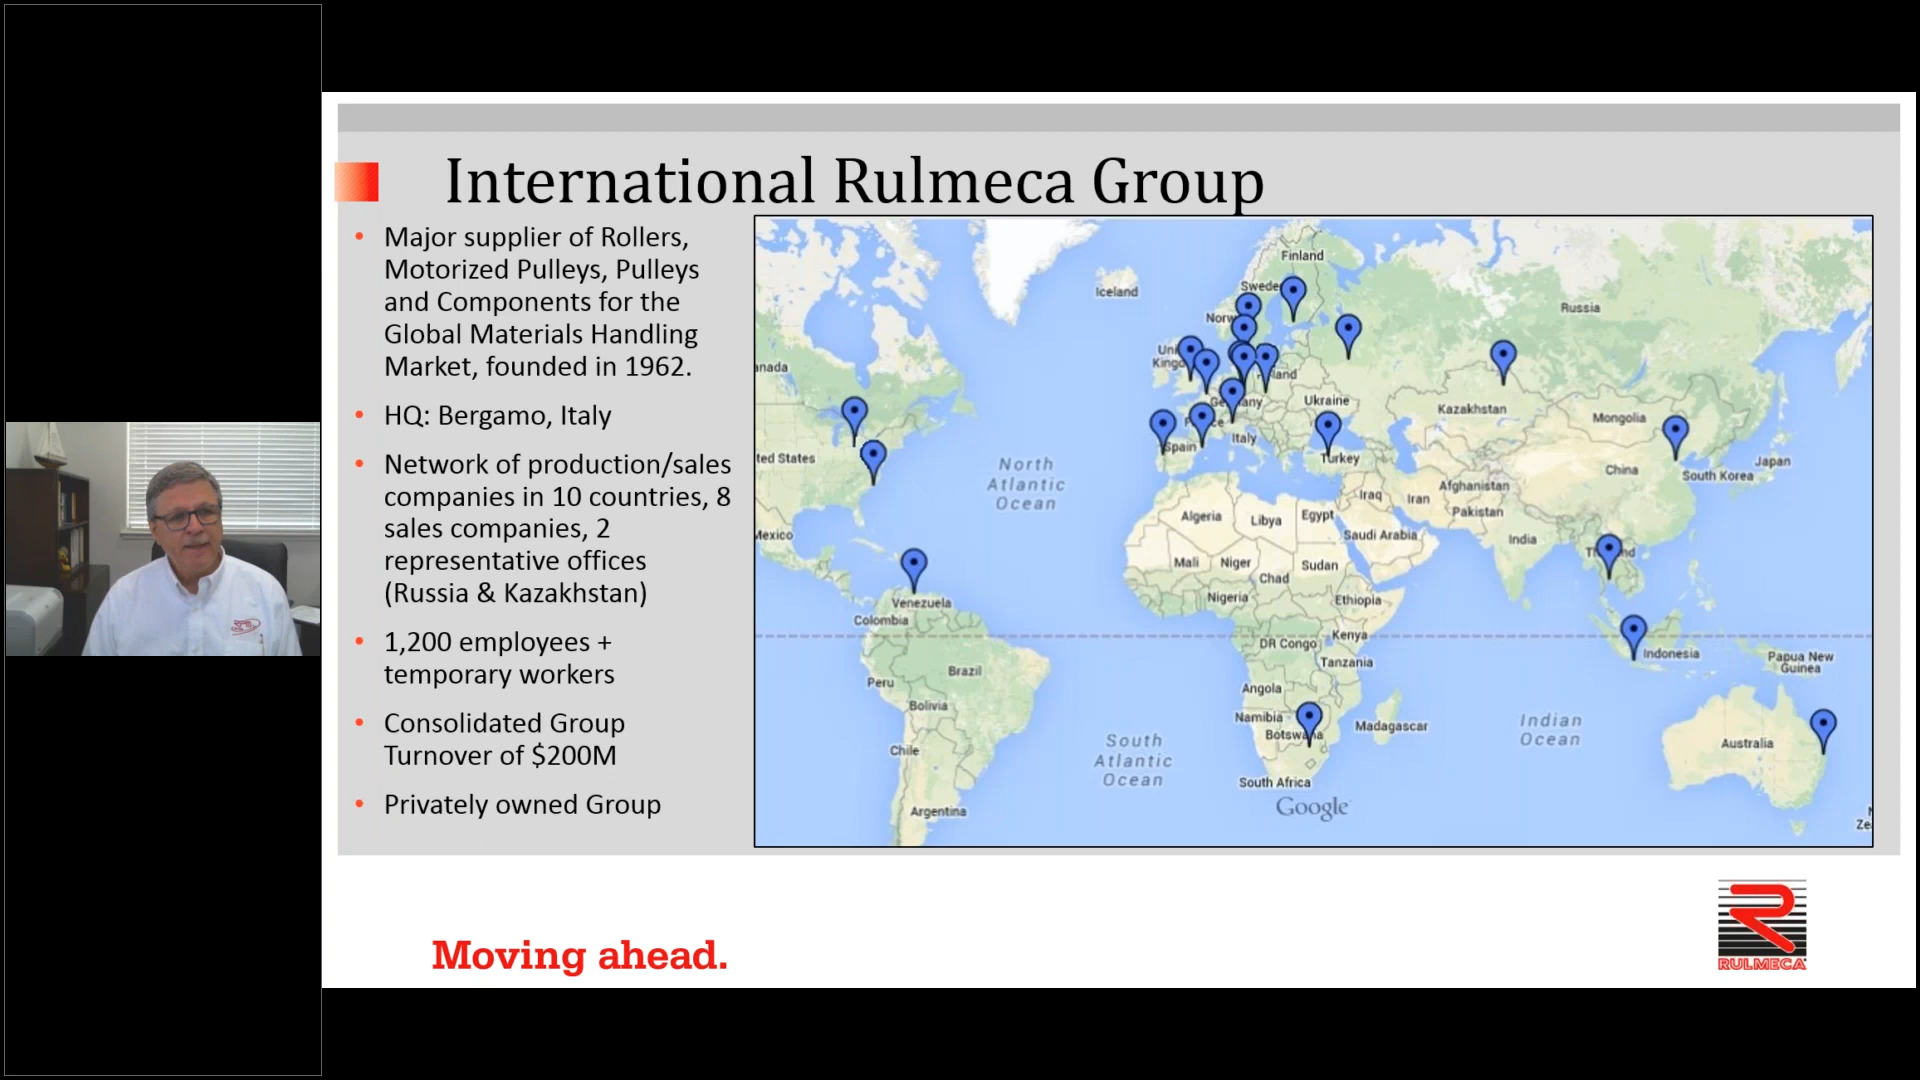 International Rulmeca Group
• Major supplier of Rollers,
Motorized Pulleys, Pulleys
and Components for the
Global Materials Handling
Market, founded in 1962.
• HQ: Bergamo, Italy
• Network of production/sales
companies in 10 countries, 8
sales companies, 2
representative offices
(Russia & Kazakhstan)
• 1,200 employees +
temporary workers
• Consolidated Group
Turnover of $200M
• Privately owned Group
Finland
Iceland
Russia
Ukraine
Kazakhstan
Mongolia
Italy
Spain
Turkey
China
Japan
South Korea
North
Atlantic
Ocean
Iraq
Iran
Afghanistan
Pakistan
Algeria
Libya
Egypt
Saudi Arabia
India
Mali
Niger
Chad
Sudan
Nigeria
Ethiopia
Venezuela
Colombia
DR Congo
Kenya
Tanzania
Indonesia
Papua New
Guinea
Brazil
Peru
Bolivia
Angola
Namibia
Madagascar
Chile
South
Atlantic
Ocean
Indian
Ocean
Australia
South Africa
Argentina
Google
Moving ahead.
RULMECA